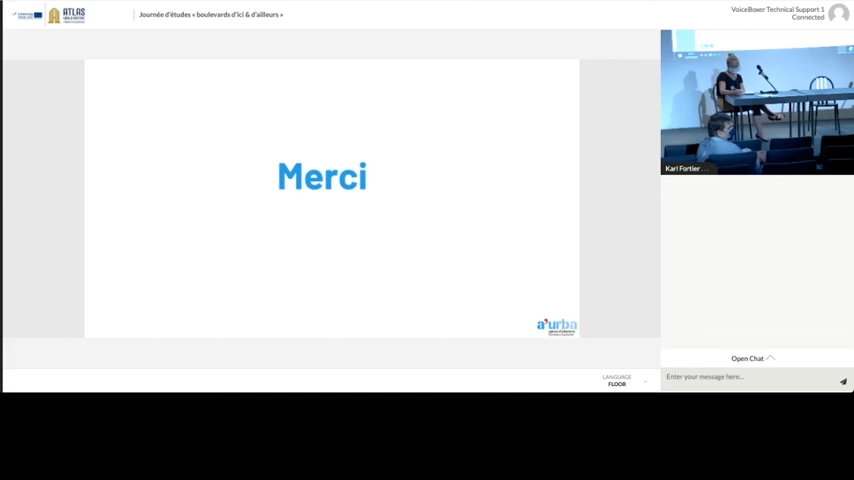 ATLAS
Journée d'études « boulevards d'ici & d'ailleurs »
VoiceBoxer Technical Support 1
Connected
Merci
a'urba
Karl Fortier ...
Open Chat
LANGUAGE
FLOOR
Enter your message here...